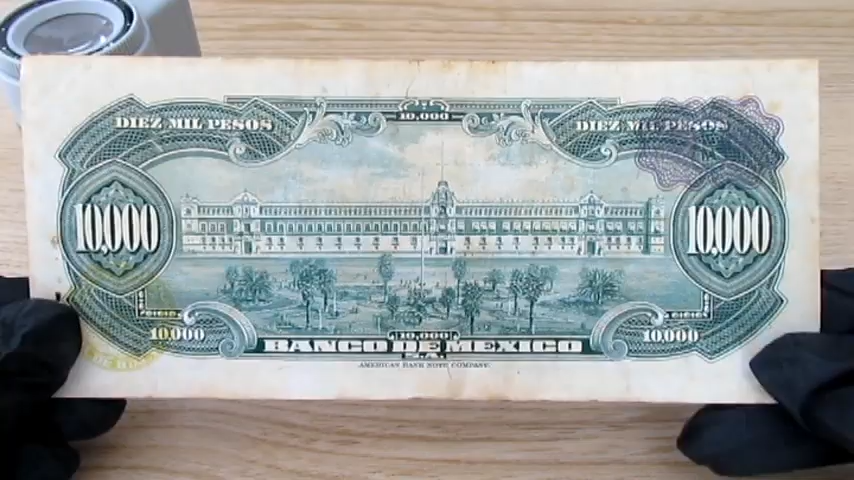 10,000
DIEZ MIL PESOS
DIEZ MIL PESOS
10,000
10,000
10,000
10,000
10,000
BANCO DE MEXICO
S.A.
AMERICAN BANK NOTE COMPANY.